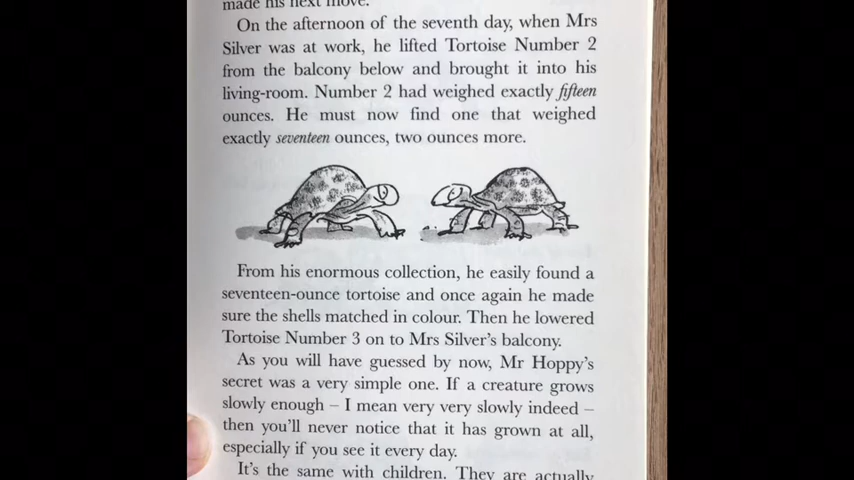 made his next move.
On the afternoon of the seventh day, when Mrs
Silver was at work, he lifted Tortoise Number 2
from the balcony below and brought it into his
living-room. Number 2 had weighed exactly fifteen
ounces. He must now find one that weighed
exactly seventeen ounces, two ounces more.
From his enormous collection, he easily found a
seventeen-ounce tortoise and once again he made
sure the shells matched in colour. Then he lowered
Tortoise Number 3 on to Mrs Silver's balcony.
As you will have guessed by now, Mr Hoppy's
secret was a very simple one. If a creature grows
slowly enough – I mean very very slowly indeed –
then you'll never notice that it has grown at all,
especially if you see it every day.
It's the same with children. They are actually